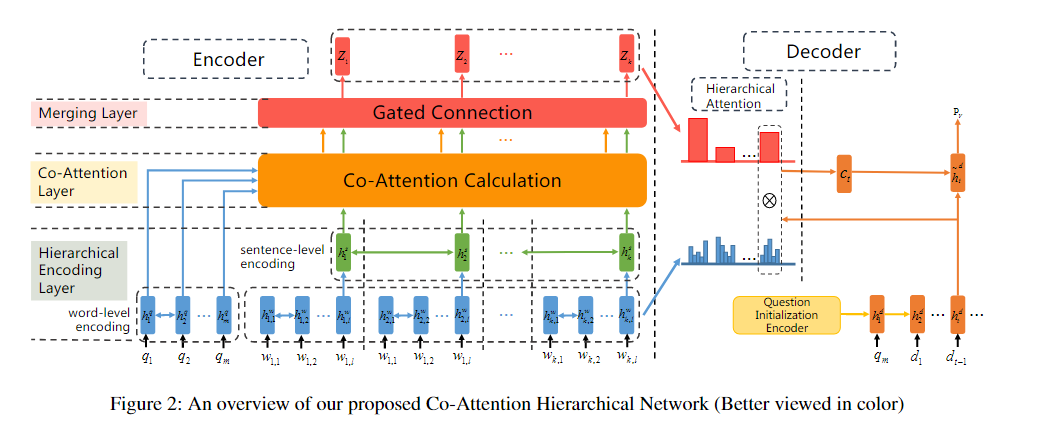 Encoder
Decoder
Z_1 Z_2 ... Z_k
Hierarchical
Attention
Merging Layer
Gated Connection
P_v
Co-Attention
Layer
Co-Attention Calculation
C_t
h̃_t^d
⊗
Hierarchical
Encoding
Layer
sentence-level
encoding
h_1^s h_2^s ... h_k^s
word-level
encoding
h_1^q h_2^q ... h_m^q
h_{1,1}^w h_{1,2}^w ... h_{1,i}^w
h_{2,1}^w h_{2,2}^w ... h_{2,i}^w
...
h_{k,1}^w h_{k,2}^w ... h_{k,i}^w
q_1 q_2 q_m
w_{1,1} w_{1,2} w_{1,i}
w_{1,1} w_{1,2} w_{1,i}
w_{k,1} w_{k,2} w_{k,i}
Question
Initialization
Encoder
h_1^d h_2^d ... h_t^d ...
q_m d_1 d_{t-1}
Figure 2: An overview of our proposed Co-Attention Hierarchical Network (Better viewed in color)